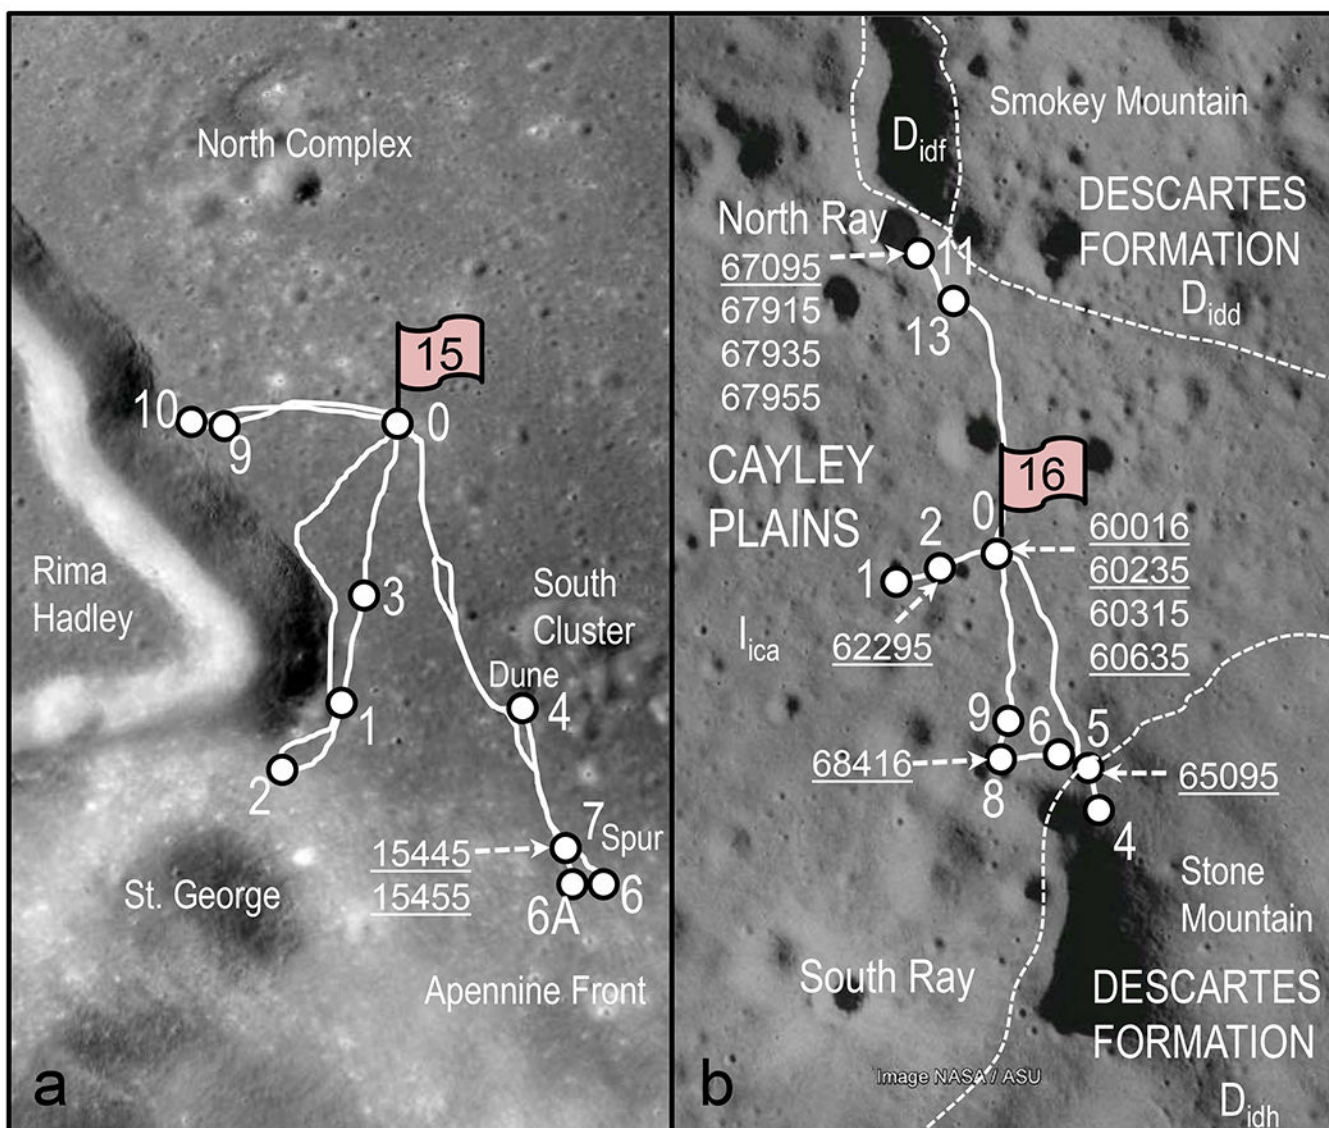 North Complex
15
10
9
0
Rima
Hadley
3
South
Cluster
Dune
4
1
2
7
Spur
15445
15455
6A
6
St. George
Apennine Front
a
Smokey Mountain
Didf
DESCARTES
FORMATION
Didd
North Ray
67095
67915
67935
67955
11
13
CAYLEY
PLAINS
16
0
2
1
60016
60235
60315
60635
Iica
62295
9
6
5
68416
8
65095
4
Stone
Mountain
South Ray
DESCARTES
FORMATION
Didh
Image NASA / ASU
b